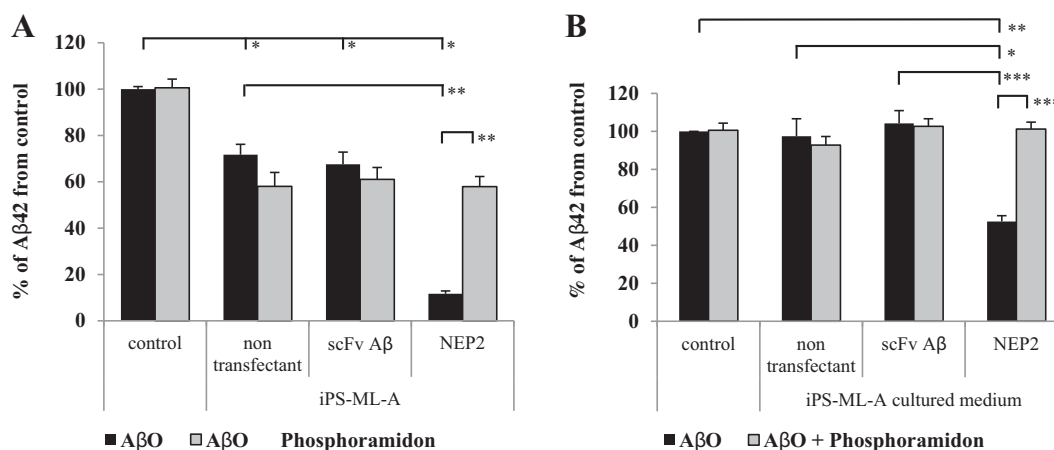 A
% of Aβ42 from control
120
100
80
60
40
20
0
*
*
*
**
**
control
non
transfectant
scFv Aβ
NEP2
iPS-ML-A
AβO
AβO
Phosphoramidon
B
% of Aβ42 from control
120
100
80
60
40
20
0
**
*
***
***
control
non
transfectant
scFv Aβ
NEP2
iPS-ML-A cultured medium
AβO
AβO + Phosphoramidon